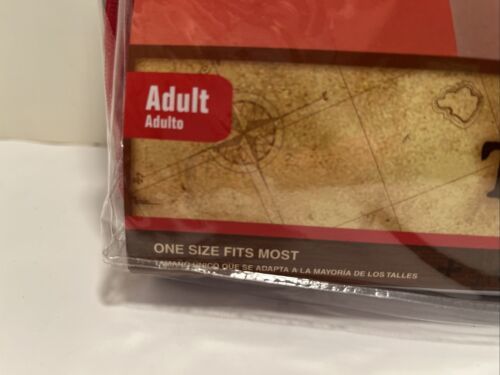 Adult
Adulto
ONE SIZE FITS MOST
TAMAÑO ÚNICO QUE SE ADAPTA A LA MAYORÍA DE LOS TALLES